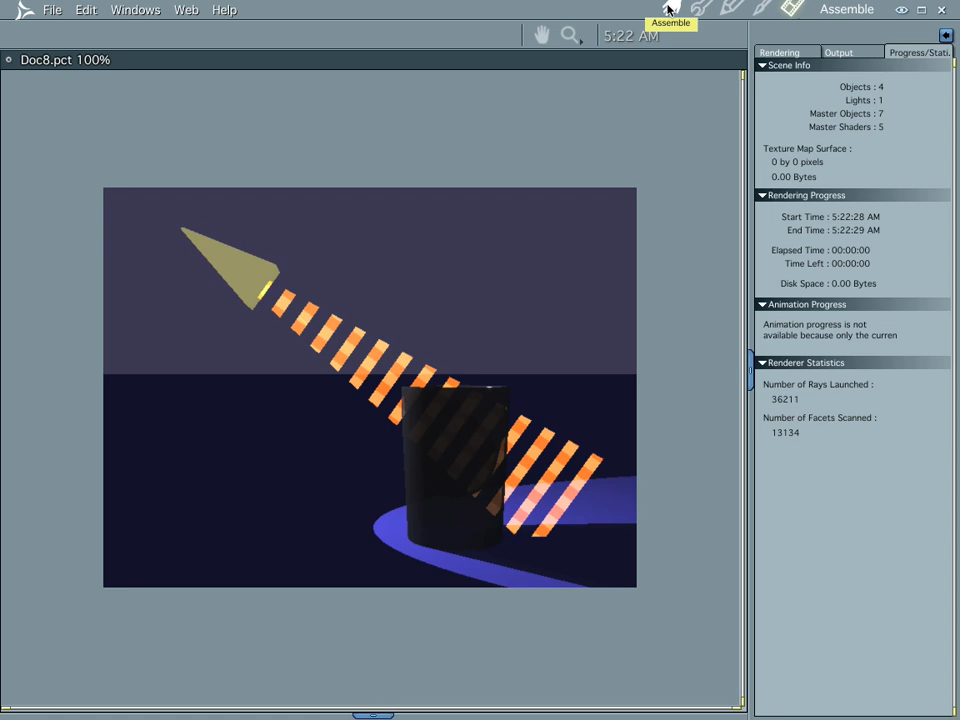 File Edit Windows Web Help
Assemble
Assemble
5:22 AM
Doc8.pct 100%
Rendering
Output
Progress/Stati.
Scene Info
Objects : 4
Lights : 1
Master Objects : 7
Master Shaders : 5
Texture Map Surface :
0 by 0 pixels
0.00 Bytes
Rendering Progress
Start Time : 5:22:28 AM
End Time : 5:22:29 AM
Elapsed Time : 00:00:00
Time Left : 00:00:00
Disk Space : 0.00 Bytes
Animation Progress
Animation progress is not
available because only the curren
Renderer Statistics
Number of Rays Launched :
36211
Number of Facets Scanned :
13134